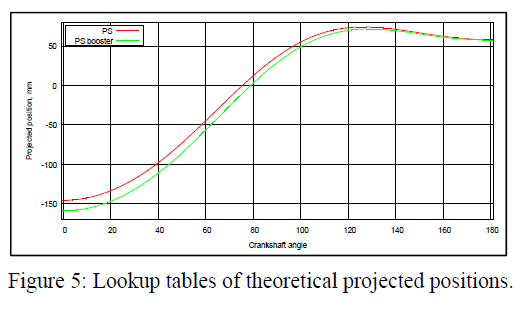 PS
PS booster
50
0
-50
-100
-150
Projected position, mm
0 20 40 60 80 100 120 140 160 180
Crankshaft angle
Figure 5: Lookup tables of theoretical projected positions.